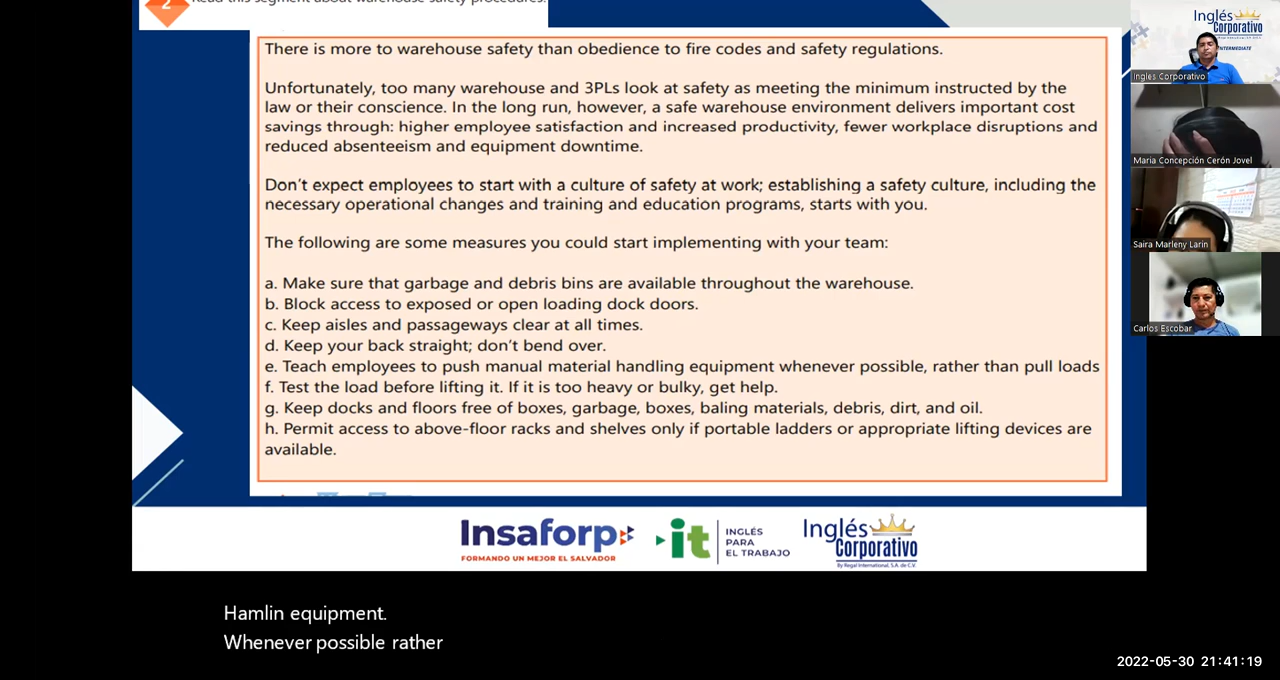 2
Read this segment about warehouse safety procedures.
There is more to warehouse safety than obedience to fire codes and safety regulations.
Unfortunately, too many warehouse and 3PLs look at safety as meeting the minimum instructed by the
law or their conscience. In the long run, however, a safe warehouse environment delivers important cost
savings through: higher employee satisfaction and increased productivity, fewer workplace disruptions and
reduced absenteeism and equipment downtime.
Don't expect employees to start with a culture of safety at work; establishing a safety culture, including the
necessary operational changes and training and education programs, starts with you.
The following are some measures you could start implementing with your team:
a. Make sure that garbage and debris bins are available throughout the warehouse.
b. Block access to exposed or open loading dock doors.
c. Keep aisles and passageways clear at all times.
d. Keep your back straight; don't bend over.
e. Teach employees to push manual material handling equipment whenever possible, rather than pull loads
f. Test the load before lifting it. If it is too heavy or bulky, get help.
g. Keep docks and floors free of boxes, garbage, boxes, baling materials, debris, dirt, and oil.
h. Permit access to above-floor racks and shelves only if portable ladders or appropriate lifting devices are
available.
Insaforp
FORMANDO UN MEJOR EL SALVADOR
it
INGLÉS
PARA
EL TRABAJO
Inglés
Corporativo
By Regal International, S.A. de C.V.
Inglés
Corporativo
INTERMEDIATE
Ingles Corporativo
Maria Concepción Cerón Jovel
Saira Marleny Larin
Carlos Escobar
Hamlin equipment.
Whenever possible rather
2022-05-30 21:41:19